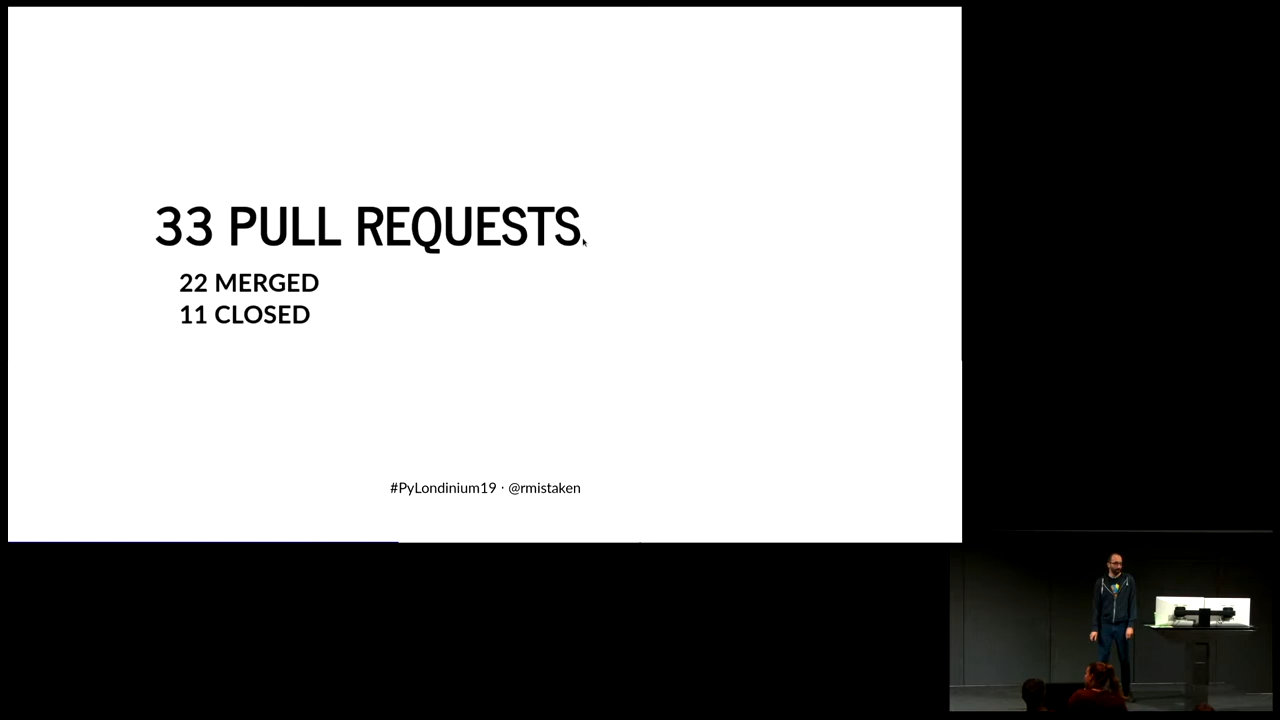 33 PULL REQUESTS
22 MERGED
11 CLOSED
#PyLondinium19 · @rmistaken